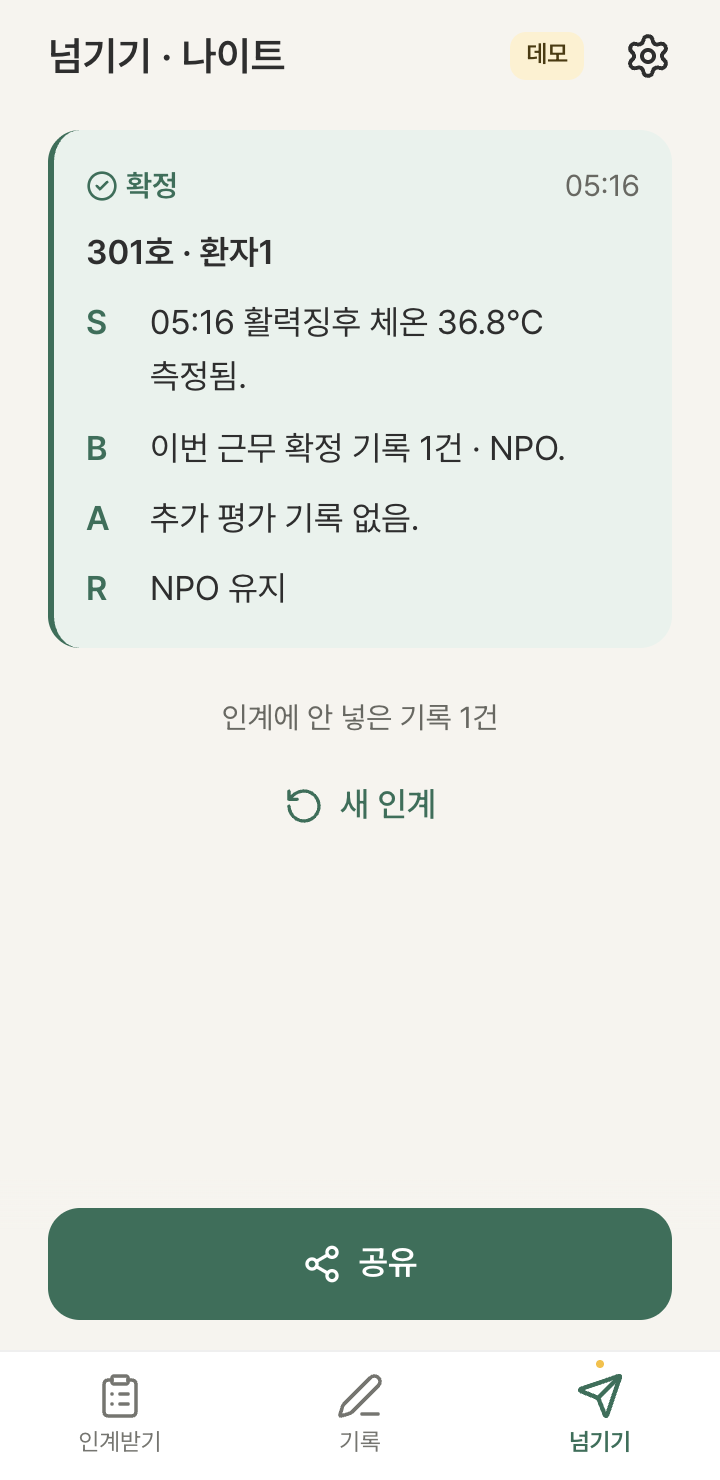 넘기기 · 나이트
데모
확정
05:16
301호 · 환자1
S 05:16 활력징후 체온 36.8°C
측정됨.
B 이번 근무 확정 기록 1건 · NPO.
A 추가 평가 기록 없음.
R NPO 유지
인계에 안 넣은 기록 1건
새 인계
공유
인계받기
기록
넘기기